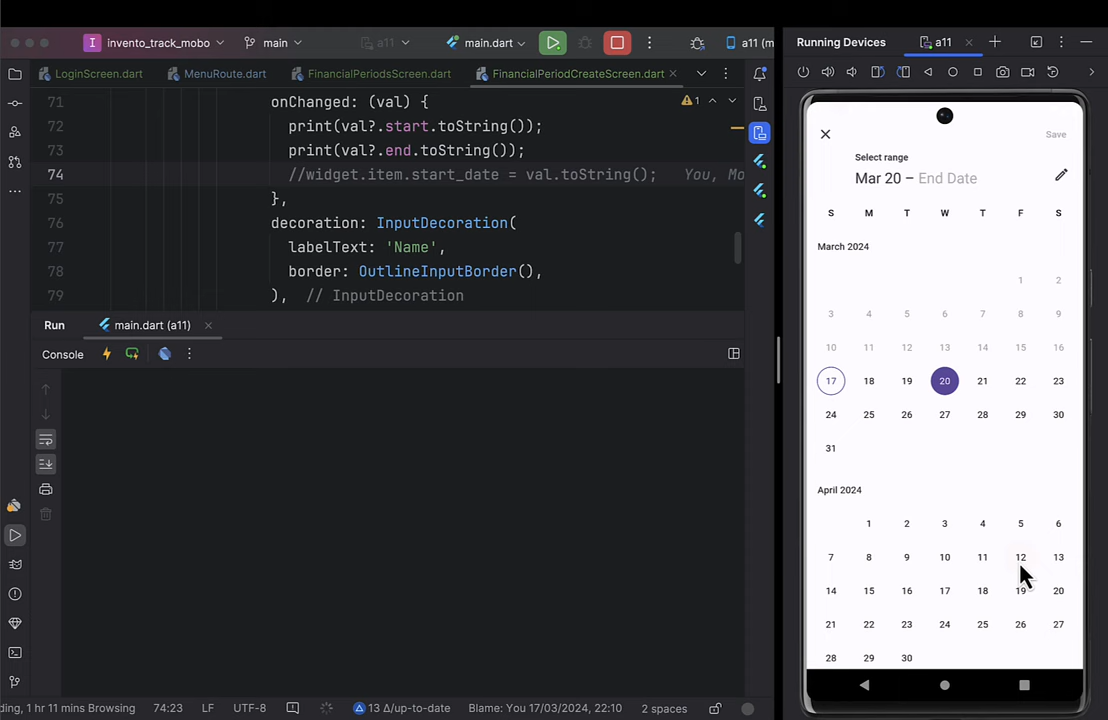 I invento_track_mobo main a11 main.dart a11 (m
Running Devices a11
LoginScreen.dart MenuRoute.dart FinancialPeriodsScreen.dart FinancialPeriodCreateScreen.dart
71 onChanged: (val) {
72 print(val?.start.toString());
73 print(val?.end.toString());
74 //widget.item.start_date = val.toString(); You, Mo
75 },
76 decoration: InputDecoration(
77 labelText: 'Name',
78 border: OutlineInputBorder(),
79 ), // InputDecoration
1
Run main.dart (a11)
Console
Save
Select range
Mar 20 – End Date
S M T W T F S
March 2024
1 2
3 4 5 6 7 8 9
10 11 12 13 14 15 16
17 18 19 20 21 22 23
24 25 26 27 28 29 30
31
April 2024
1 2 3 4 5 6
7 8 9 10 11 12 13
14 15 16 17 18 19 20
21 22 23 24 25 26 27
28 29 30
ding, 1 hr 11 mins Browsing 74:23 LF UTF-8 13 Δ/up-to-date Blame: You 17/03/2024, 22:10 2 spaces